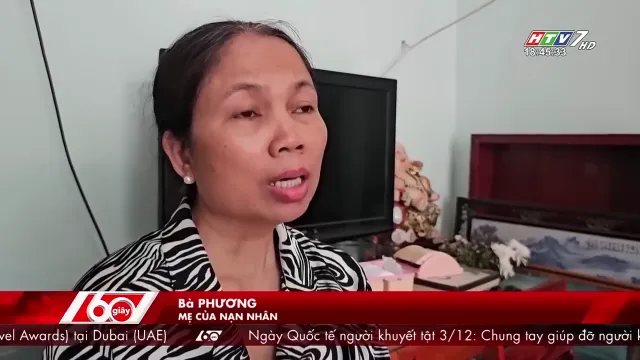 HTV7 HD
18:45:33
Bà PHƯƠNG
MẸ CỦA NẠN NHÂN
60 giây
vel Awards) tại Dubai (UAE) 60 Ngày Quốc tế người khuyết tật 3/12: Chung tay giúp đỡ người k